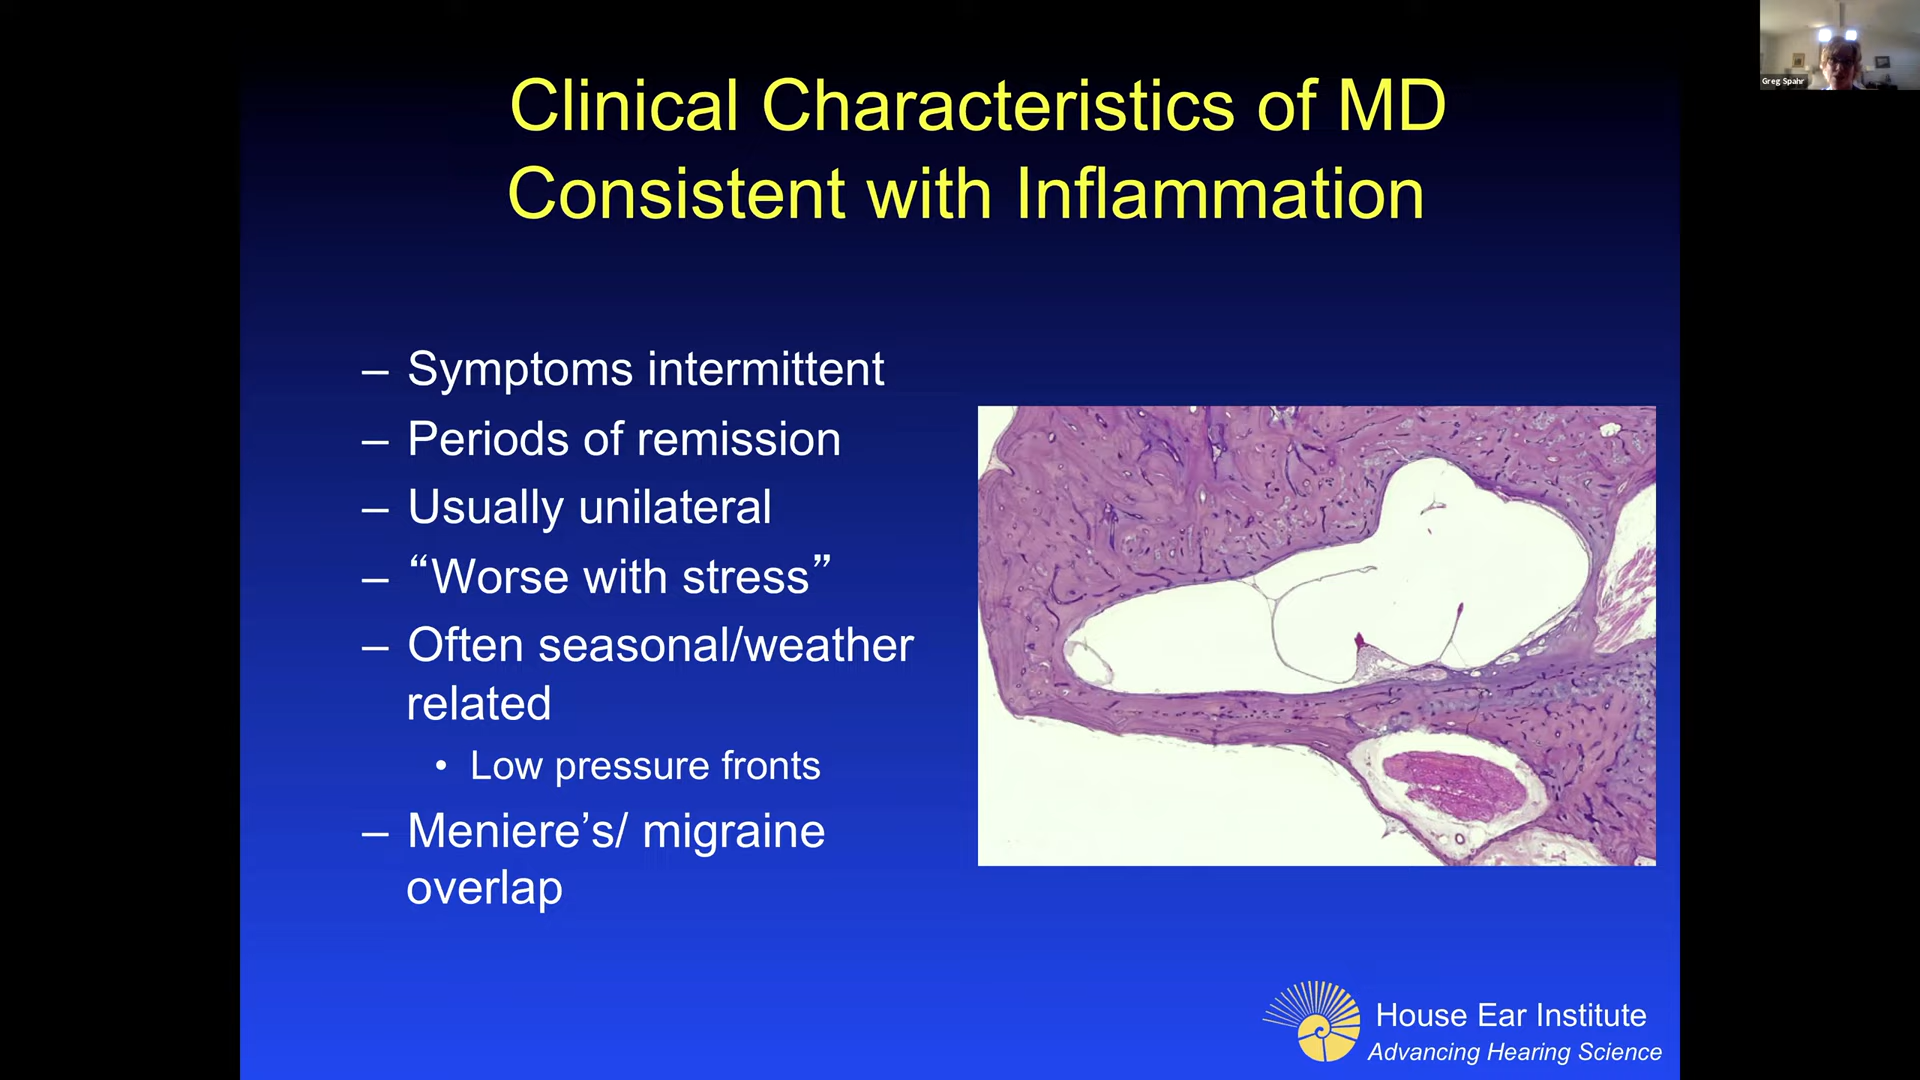 Greg Spahr
Clinical Characteristics of MD
Consistent with Inflammation
– Symptoms intermittent
– Periods of remission
– Usually unilateral
– “Worse with stress”
– Often seasonal/weather
related
• Low pressure fronts
– Meniere’s/ migraine
overlap
House Ear Institute
Advancing Hearing Science